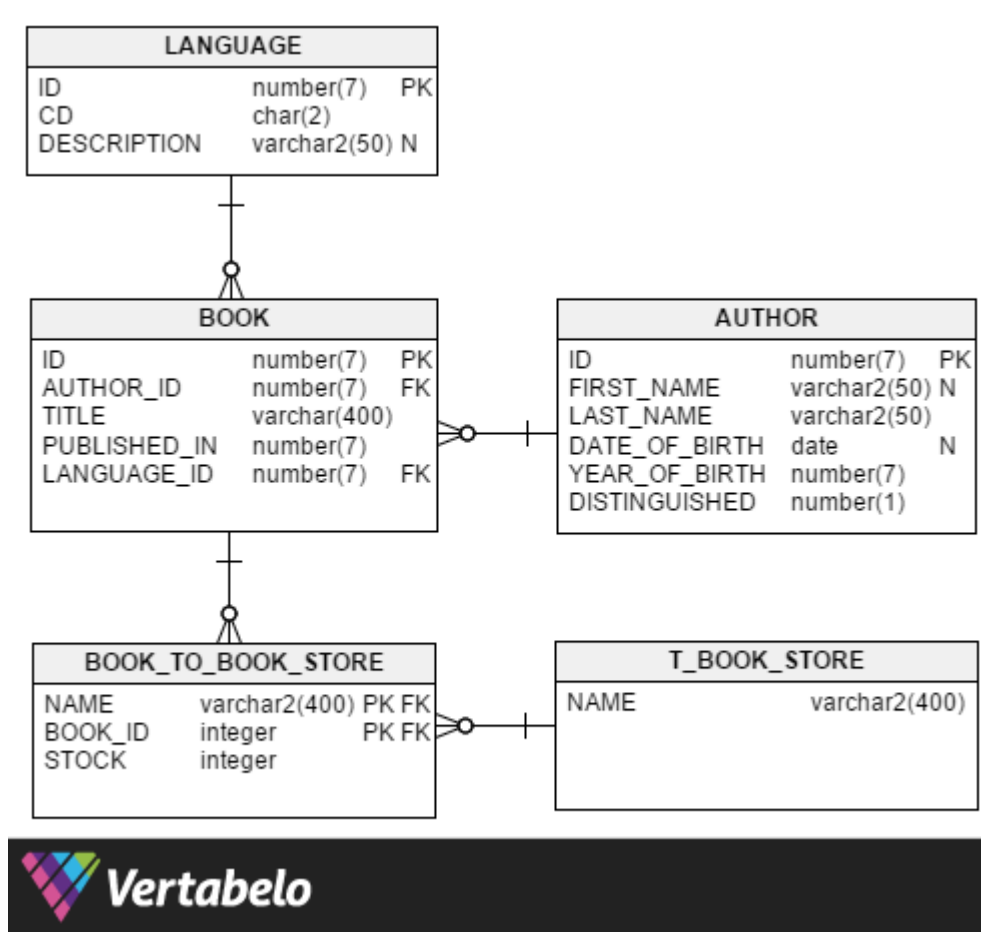 LANGUAGE
ID number(7) PK
CD char(2)
DESCRIPTION varchar2(50) N
BOOK
ID number(7) PK
AUTHOR_ID number(7) FK
TITLE varchar(400)
PUBLISHED_IN number(7)
LANGUAGE_ID number(7) FK
AUTHOR
ID number(7) PK
FIRST_NAME varchar2(50) N
LAST_NAME varchar2(50)
DATE_OF_BIRTH date N
YEAR_OF_BIRTH number(7)
DISTINGUISHED number(1)
BOOK_TO_BOOK_STORE
NAME varchar2(400) PK FK
BOOK_ID integer PK FK
STOCK integer
T_BOOK_STORE
NAME varchar2(400)
Vertabelo